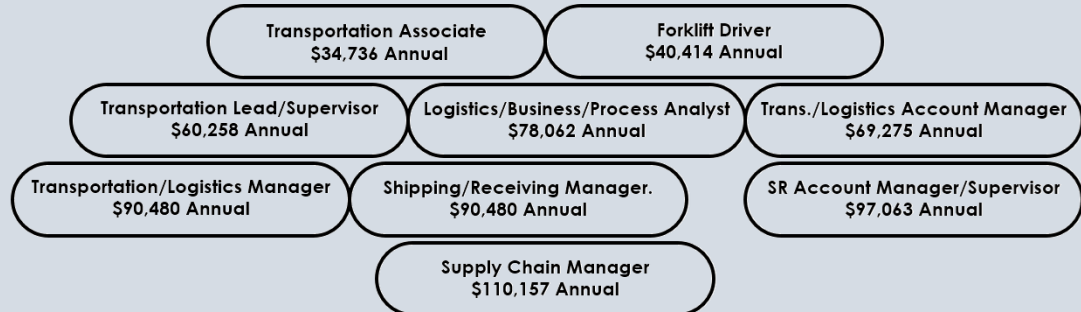 Transportation Associate
$34,736 Annual
Forklift Driver
$40,414 Annual
Transportation Lead/Supervisor
$60,258 Annual
Logistics/Business/Process Analyst
$78,062 Annual
Trans./Logistics Account Manager
$69,275 Annual
Transportation/Logistics Manager
$90,480 Annual
Shipping/Receiving Manager.
$90,480 Annual
SR Account Manager/Supervisor
$97,063 Annual
Supply Chain Manager
$110,157 Annual